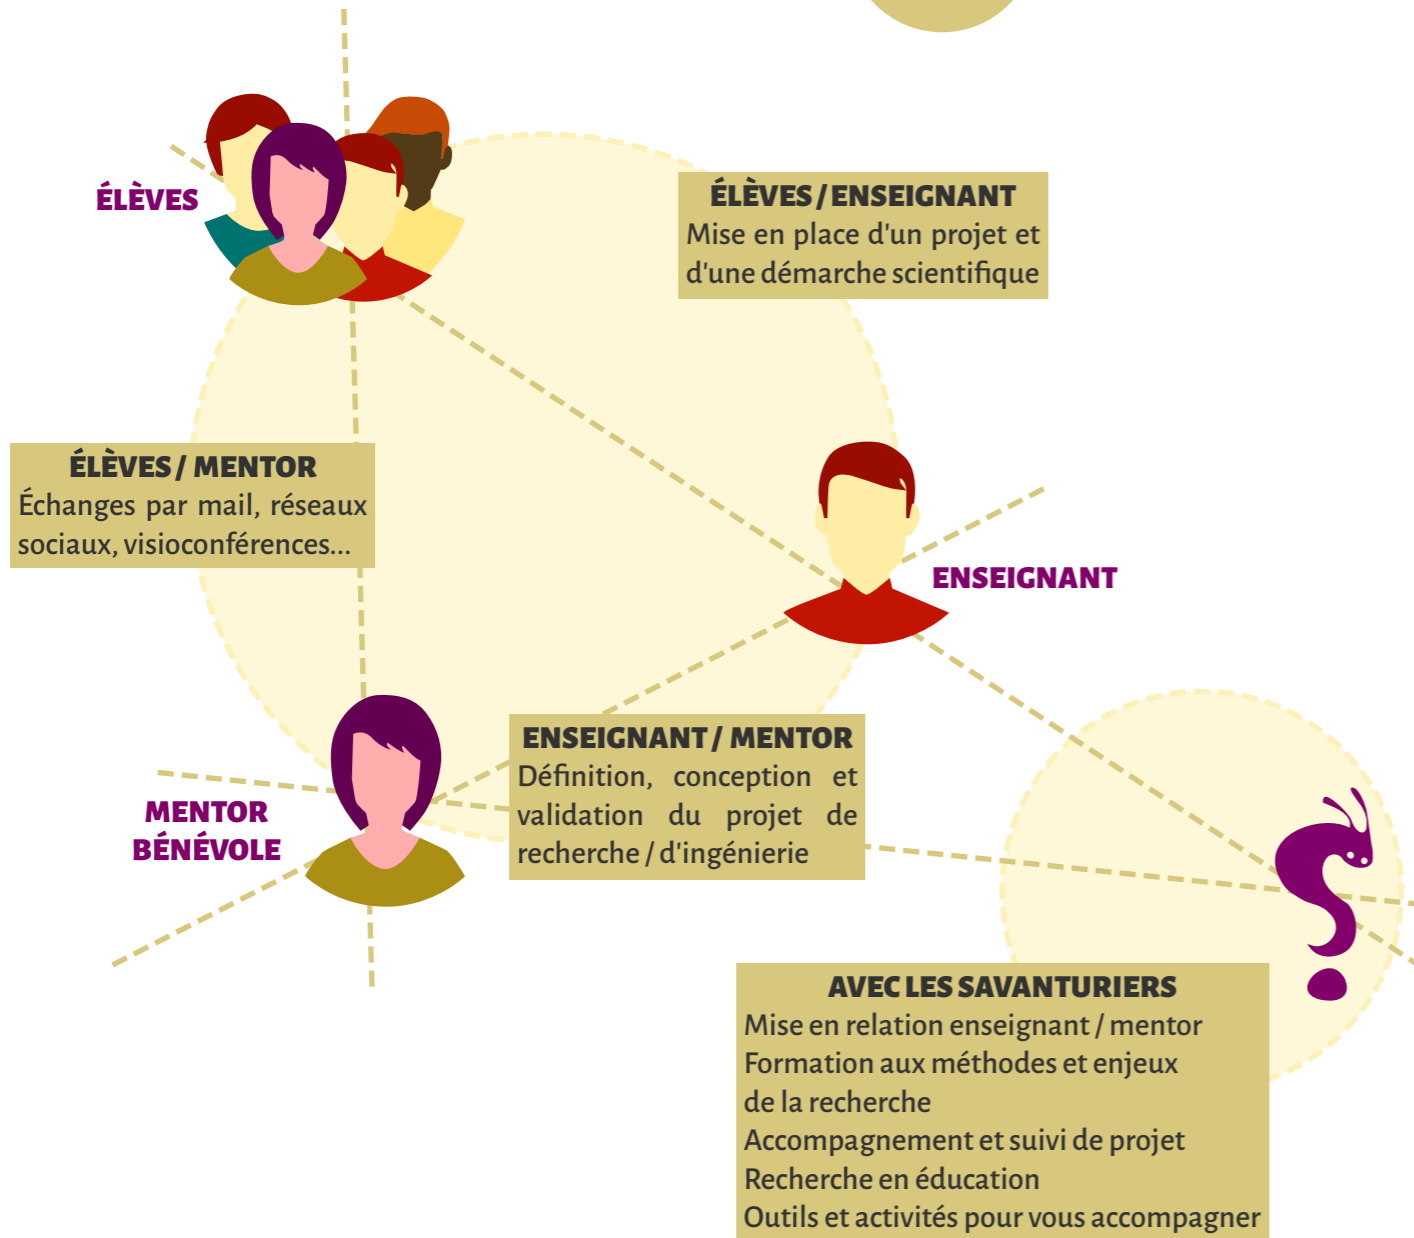 ÉLÈVES
ÉLÈVES / ENSEIGNANT
Mise en place d'un projet et
d'une démarche scientifique
ÉLÈVES / MENTOR
Échanges par mail, réseaux
sociaux, visioconférences...
ENSEIGNANT
ENSEIGNANT / MENTOR
Définition, conception et
validation du projet de
recherche / d'ingénierie
MENTOR
BÉNÉVOLE
AVEC LES SAVANTURIERS
Mise en relation enseignant / mentor
Formation aux méthodes et enjeux
de la recherche
Accompagnement et suivi de projet
Recherche en éducation
Outils et activités pour vous accompagner